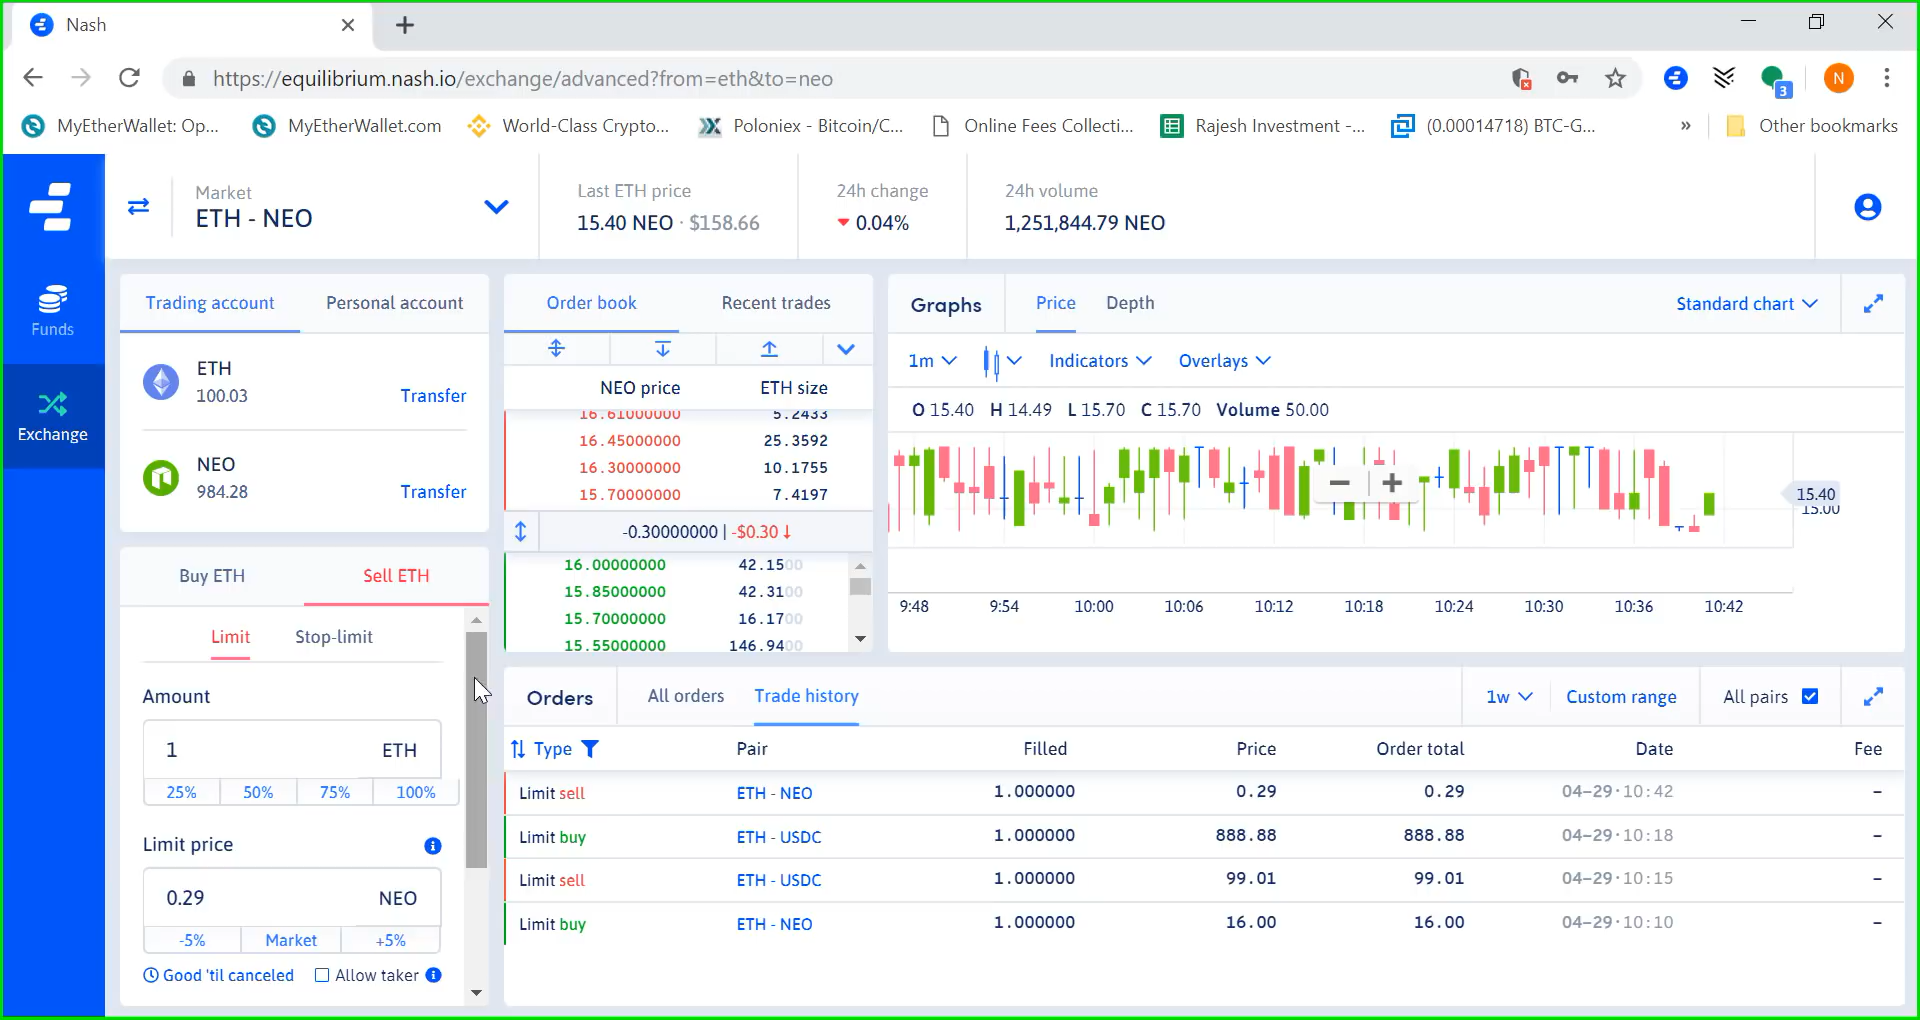 Nash
https://equilibrium.nash.io/exchange/advanced?from=eth&to=neo
3
N
MyEtherWallet: Op...
MyEtherWallet.com
World-Class Crypto...
Poloniex - Bitcoin/C...
Online Fees Collecti...
Rajesh Investment -...
(0.00014718) BTC-G...
»
Other bookmarks
Market
ETH - NEO
Last ETH price
15.40 NEO · $158.66
24h change
0.04%
24h volume
1,251,844.79 NEO
Funds
Exchange
Trading account
Personal account
ETH
100.03
Transfer
NEO
984.28
Transfer
Buy ETH
Sell ETH
Limit
Stop-limit
Amount
1 ETH
25% 50% 75% 100%
Limit price
0.29 NEO
-5% Market +5%
Good 'til canceled
Allow taker
Order book
Recent trades
NEO price ETH size
16.61000000 5.2433
16.45000000 25.3592
16.30000000 10.1755
15.70000000 7.4197
-0.30000000 | -$0.30 ↓
16.00000000 42.1500
15.85000000 42.3100
15.70000000 16.1700
15.55000000 146.9400
Graphs
Price
Depth
Standard chart
1m
Indicators
Overlays
O 15.40 H 14.49 L 15.70 C 15.70 Volume 50.00
− +
15.40
15.00
9:48 9:54 10:00 10:06 10:12 10:18 10:24 10:30 10:36 10:42
Orders
All orders
Trade history
1w
Custom range
All pairs
Type Pair Filled Price Order total Date Fee
Limit sell ETH - NEO 1.000000 0.29 0.29 04-29·10:42 –
Limit buy ETH - USDC 1.000000 888.88 888.88 04-29·10:18 –
Limit sell ETH - USDC 1.000000 99.01 99.01 04-29·10:15 –
Limit buy ETH - NEO 1.000000 16.00 16.00 04-29·10:10 –